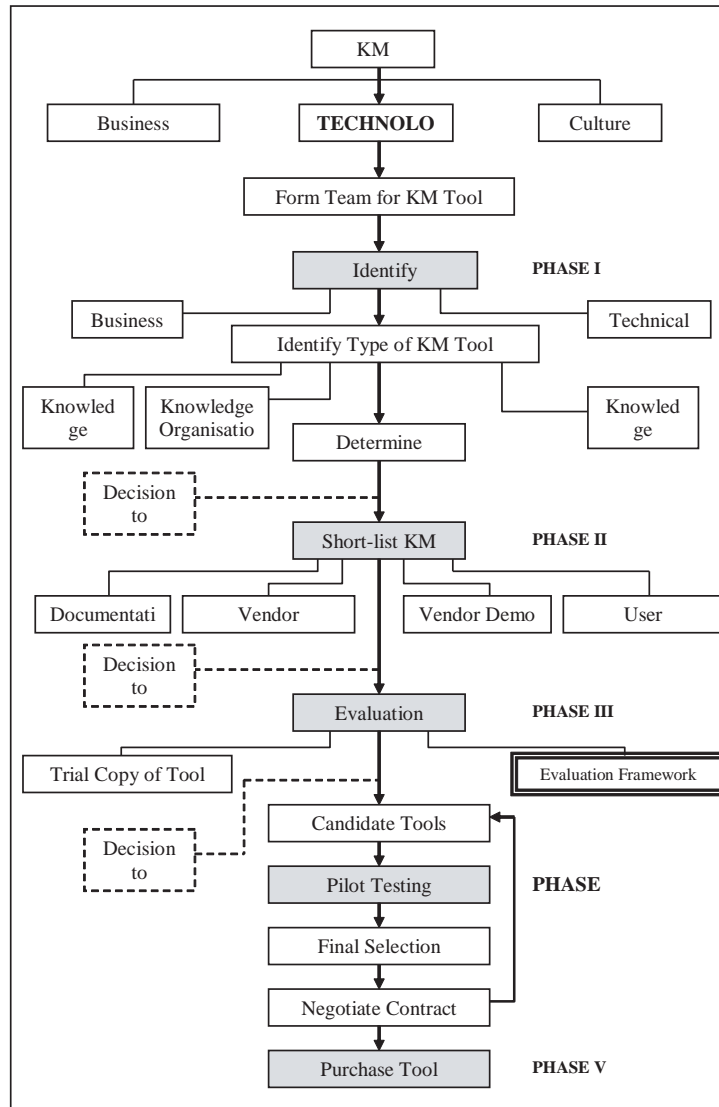 KM
Business
TECHNOLO
Culture
Form Team for KM Tool
Identify
PHASE I
Business
Technical
Identify Type of KM Tool
Knowled
ge
Knowledge
Organisatio
Knowled
ge
Determine
Decision
to
Short-list KM
PHASE II
Documentati
Vendor
Vendor Demo
User
Decision
to
Evaluation
PHASE III
Trial Copy of Tool
Evaluation Framework
Candidate Tools
Decision
to
Pilot Testing
PHASE
Final Selection
Negotiate Contract
Purchase Tool
PHASE V